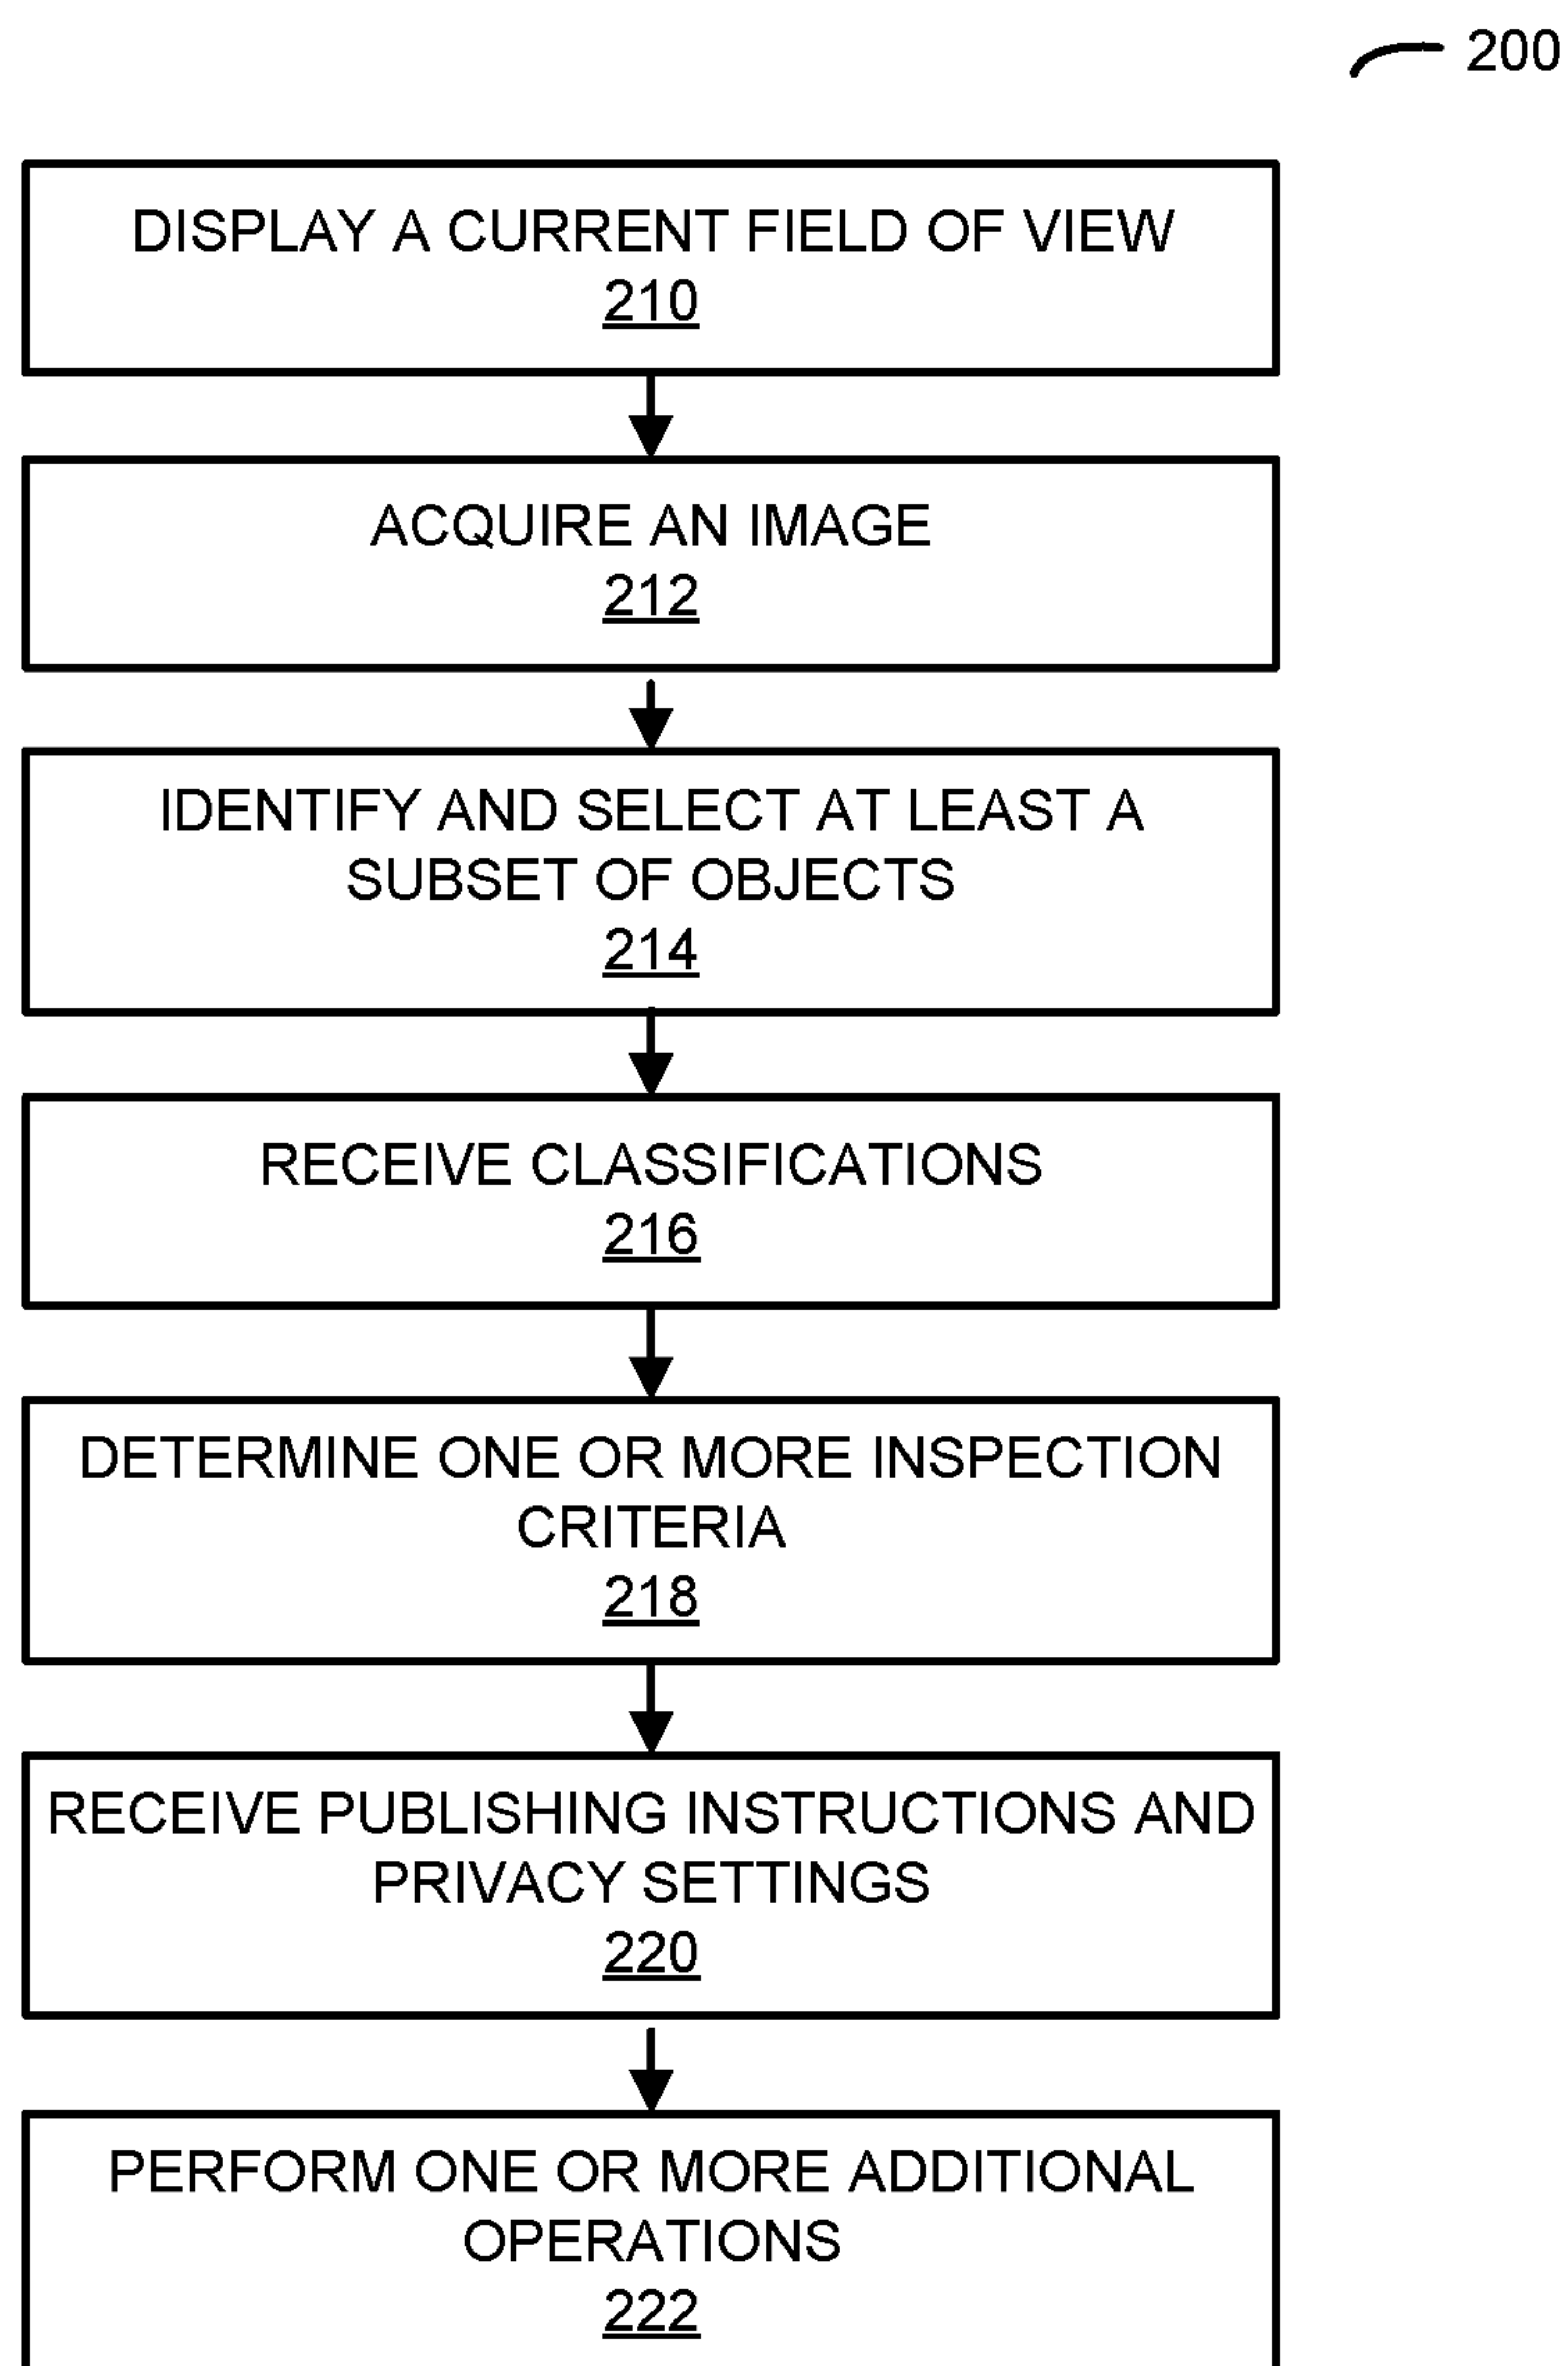 200
DISPLAY A CURRENT FIELD OF VIEW
210
ACQUIRE AN IMAGE
212
IDENTIFY AND SELECT AT LEAST A
SUBSET OF OBJECTS
214
RECEIVE CLASSIFICATIONS
216
DETERMINE ONE OR MORE INSPECTION
CRITERIA
218
RECEIVE PUBLISHING INSTRUCTIONS AND
PRIVACY SETTINGS
220
PERFORM ONE OR MORE ADDITIONAL
OPERATIONS
222